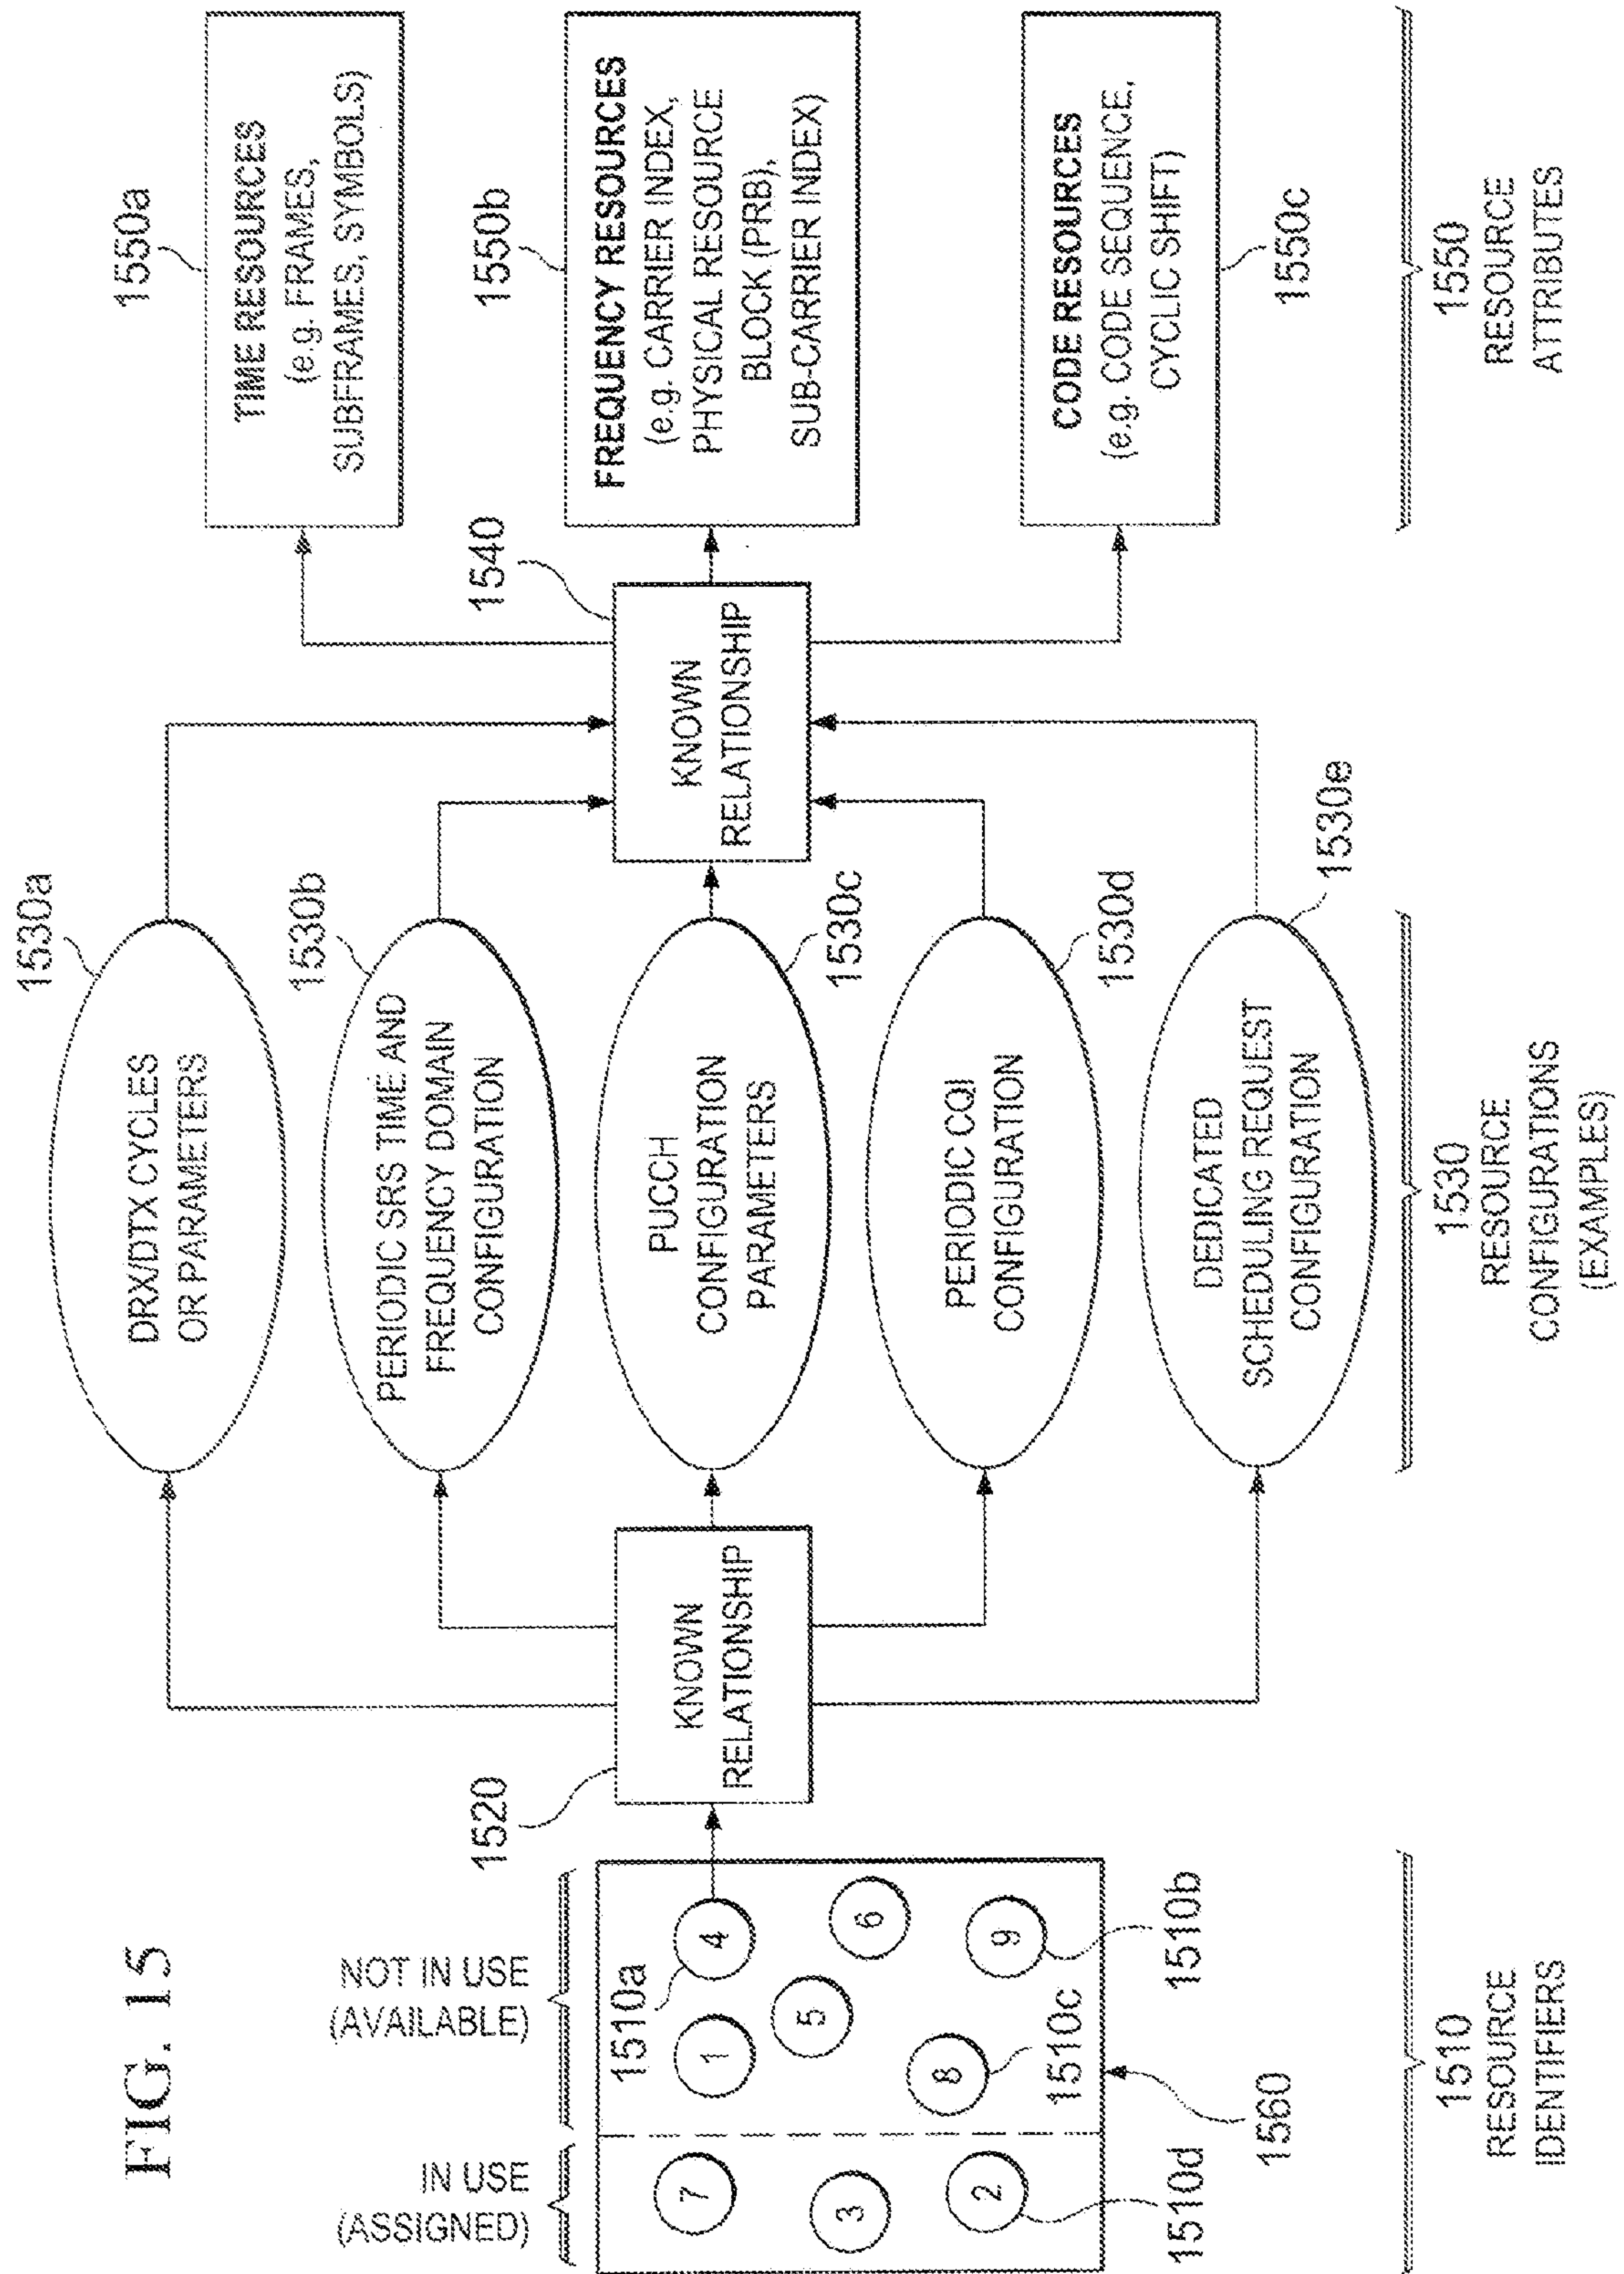 FIG. 15
IN USE
(ASSIGNED)
NOT IN USE
(AVAILABLE)
7
3
2
1510d
1510a
1
4
5
6
8
9
1510c
1510b
1560
1510
RESOURCE
IDENTIFIERS
1520
KNOWN
RELATIONSHIP
1530a
DRX/DTX CYCLES
OR PARAMETERS
1530b
PERIODIC SRS TIME AND
FREQUENCY DOMAIN
CONFIGURATION
PUCCH
CONFIGURATION
PARAMETERS
1530c
PERIODIC CQI
CONFIGURATION
1530d
DEDICATED
SCHEDULING REQUEST
CONFIGURATION
1530e
1530
RESOURCE
CONFIGURATIONS
(EXAMPLES)
1540
KNOWN
RELATIONSHIP
1550a
TIME RESOURCES
(e.g. FRAMES,
SUBFRAMES, SYMBOLS)
1550b
FREQUENCY RESOURCES
(e.g. CARRIER INDEX,
PHYSICAL RESOURCE
BLOCK (PRB),
SUB-CARRIER INDEX)
CODE RESOURCES
(e.g. CODE SEQUENCE,
CYCLIC SHIFT)
1550c
1550
RESOURCE
ATTRIBUTES